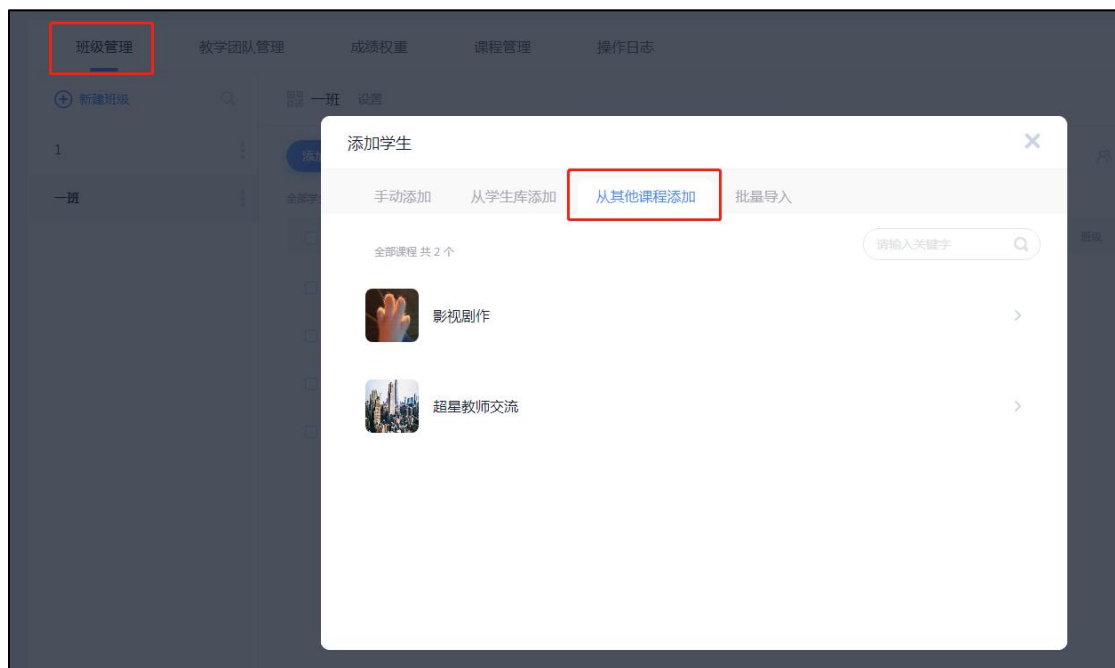 班级管理 教学团队管理 成绩权重 课程管理 操作日志
新建班级 一班 设置
添加学生
1
手动添加 从学生库添加 从其他课程添加 批量导入
一班
全部课程 共 2 个 请输入关键字
班级
影视剧作
超星教师交流